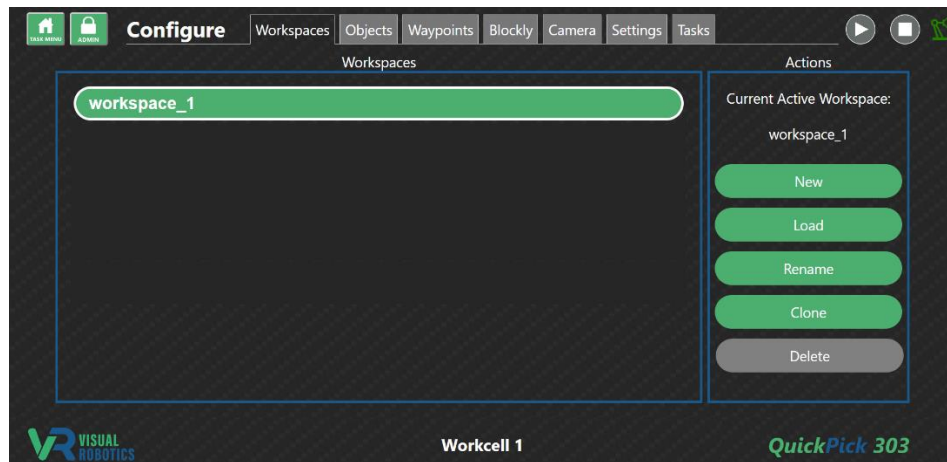 TASK MENU
ADMIN
Configure
Workspaces Objects Waypoints Blockly Camera Settings Tasks
Workspaces
Actions
workspace_1
Current Active Workspace:
workspace_1
New
Load
Rename
Clone
Delete
VR VISUAL
ROBOTICS
Workcell 1
QuickPick 303